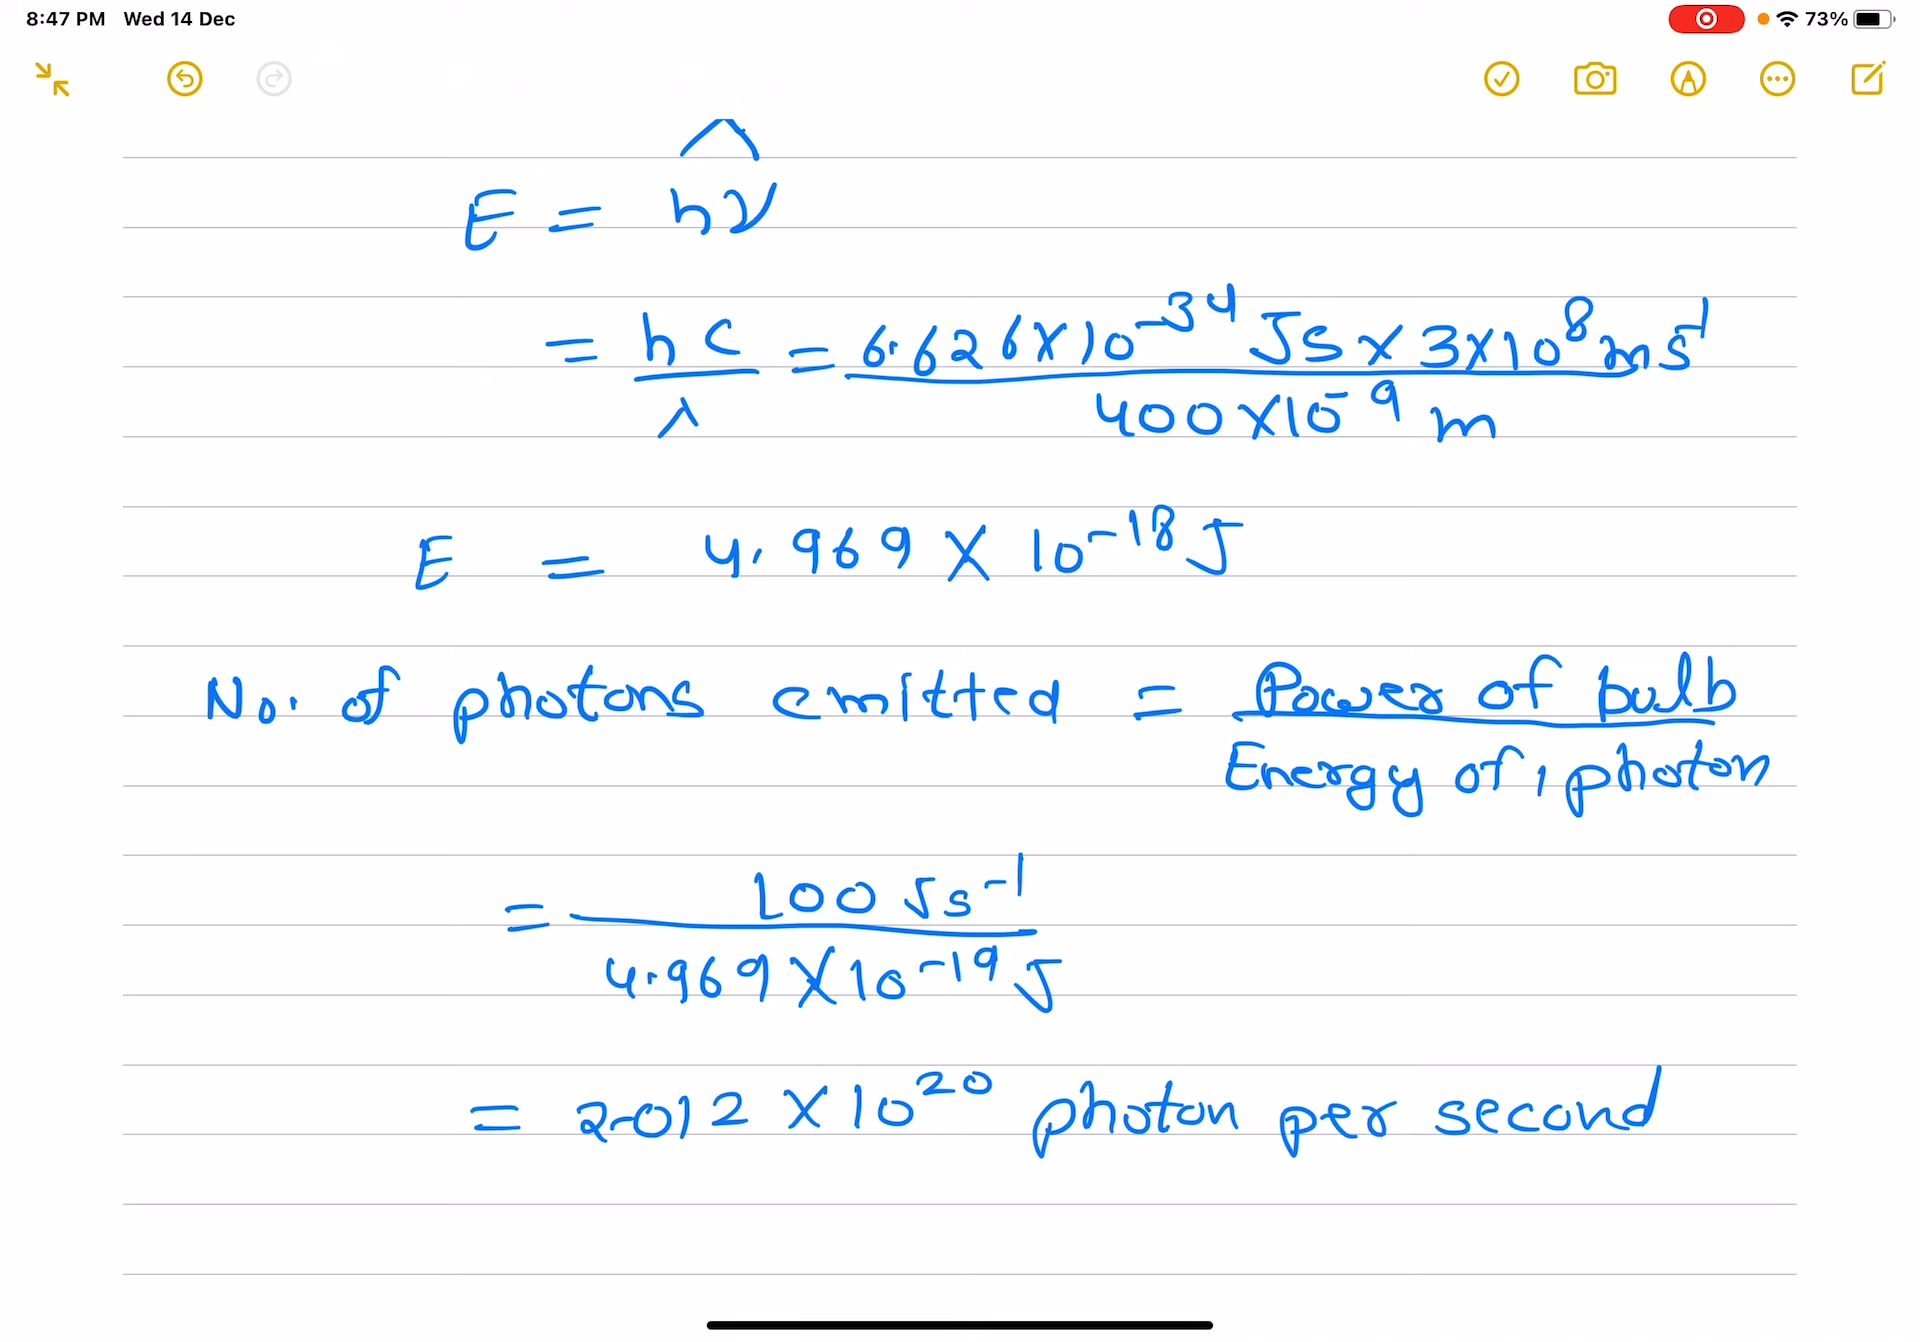 8:47 PM Wed 14 Dec 73%
E = hν
= hc/λ = 6.626×10⁻³⁴ Js × 3×10⁸ ms⁻¹ / 400×10⁻⁹ m
E = 4.969 × 10⁻¹⁸ J
No. of photons emitted = Power of bulb / Energy of 1 photon
= 100 Js⁻¹ / 4.969 × 10⁻¹⁹ J
= 2.012 × 10²⁰ photon per second